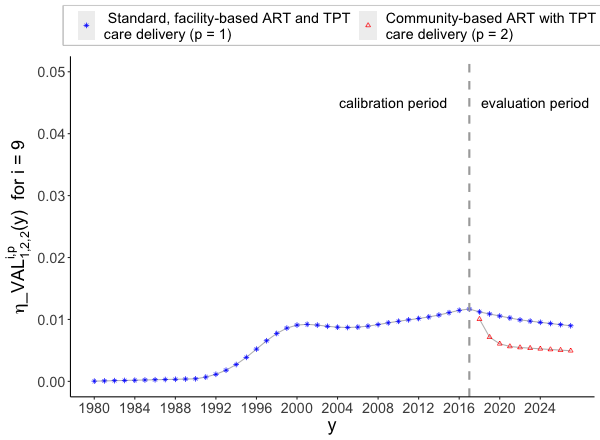 Standard, facility-based ART and TPT
care delivery (p = 1)
Community-based ART with TPT
care delivery (p = 2)
0.05
0.04
0.03
0.02
0.01
0.00
η_VAL^{i,p}_{1,2,2}(y) for i = 9
calibration period
evaluation period
1980 1984 1988 1992 1996 2000 2004 2008 2012 2016 2020 2024
y